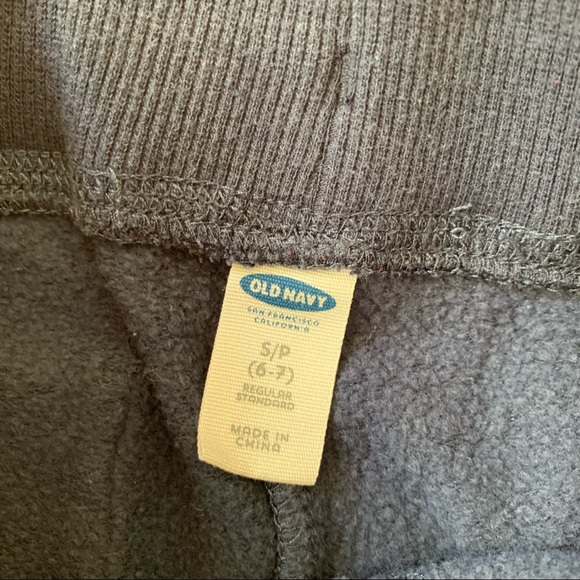 OLD NAVY
SAN FRANCISCO
CALIFORNIA
S/P
(6-7)
REGULAR
STANDARD
MADE IN
CHINA